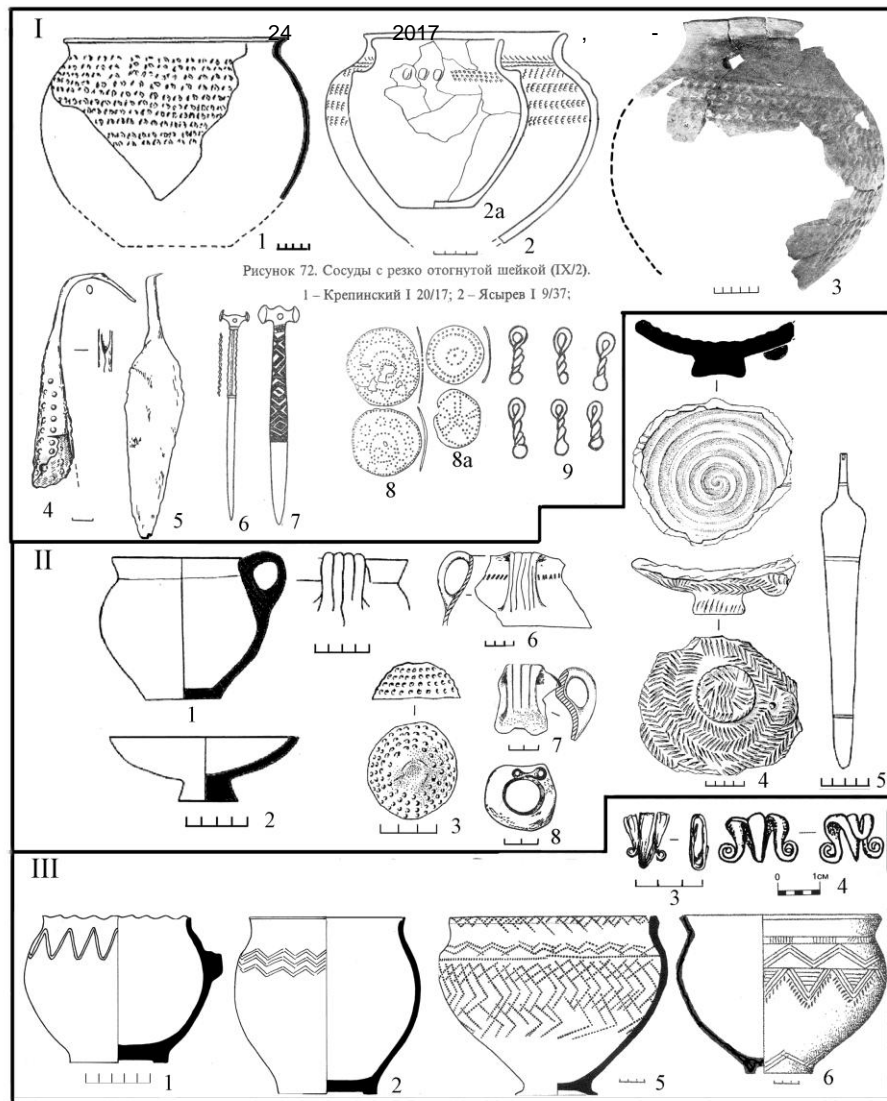 I 24 2017 , -
1 2а 2 3
Рисунок 72. Сосуды с резко отогнутой шейкой (IX/2).
1 – Крепинский I 20/17; 2 – Ясырев I 9/37;
4 5 6 7 8 8а 9
II
1 6
7
2 3 8 4 5
III
0 1см
3 4
1 2 5 6